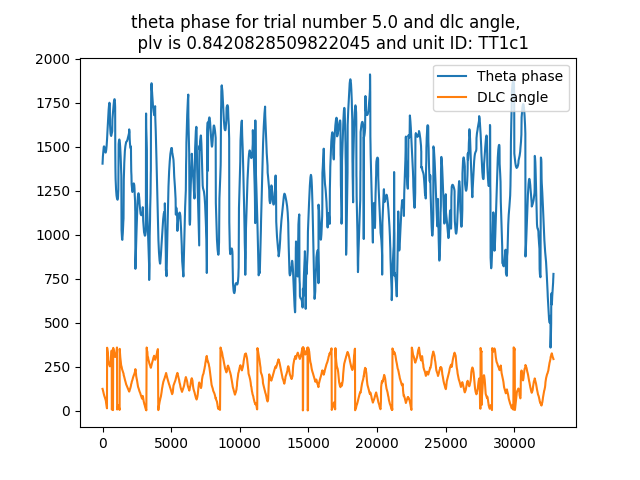 theta phase for trial number 5.0 and dlc angle,
plv is 0.8420828509822045 and unit ID: TT1c1
Theta phase
DLC angle
2000
1750
1500
1250
1000
750
500
250
0
0 5000 10000 15000 20000 25000 30000